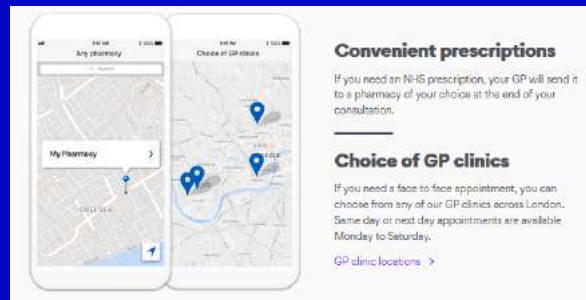 Any pharmacy
Search
My Pharmacy
CHELSEA
Choice of GP clinics
Convenient prescriptions
If you need an NHS prescription, your GP will send it
to a pharmacy of your choice at the end of your
consultation.
Choice of GP clinics
If you need a face to face appointment, you can
choose from any of our GP clinics across London.
Same day or next day appointments are available
Monday to Saturday.
GP clinic locations >